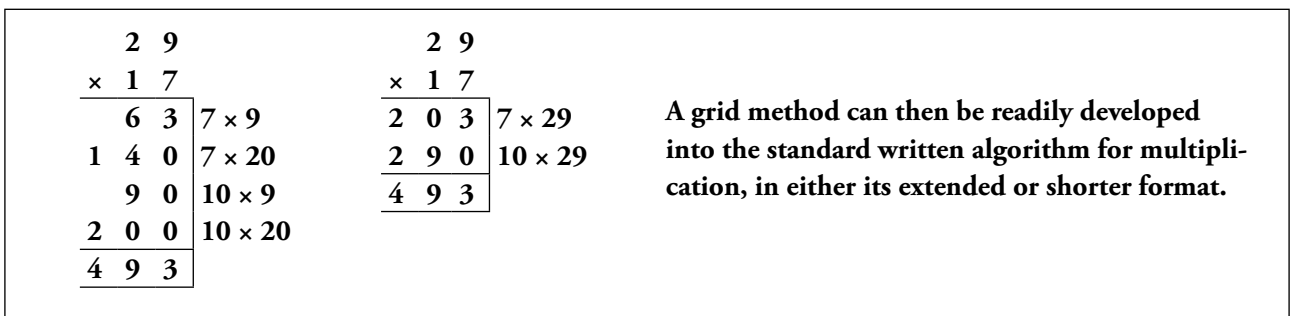 2 9
× 1 7
6 3 7 × 9
1 4 0 7 × 20
9 0 10 × 9
2 0 0 10 × 20
4 9 3
2 9
× 1 7
2 0 3 7 × 29
2 9 0 10 × 29
4 9 3
A grid method can then be readily developed
into the standard written algorithm for multipli-
cation, in either its extended or shorter format.